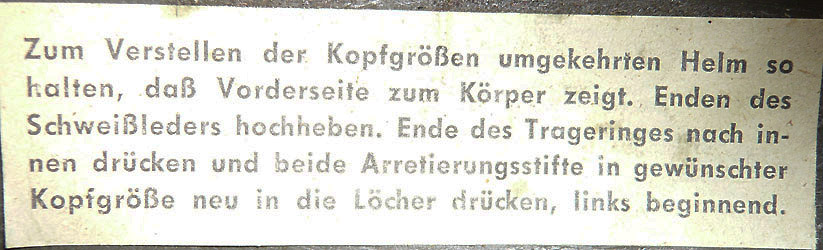 Zum Verstellen der Kopfgrößen umgekehrten Helm so
halten, daß Vorderseite zum Körper zeigt. Enden des
Schweißleders hochheben. Ende des Trageringes nach in-
nen drücken und beide Arretierungsstifte in gewünschter
Kopfgröße neu in die Löcher drücken, links beginnend.